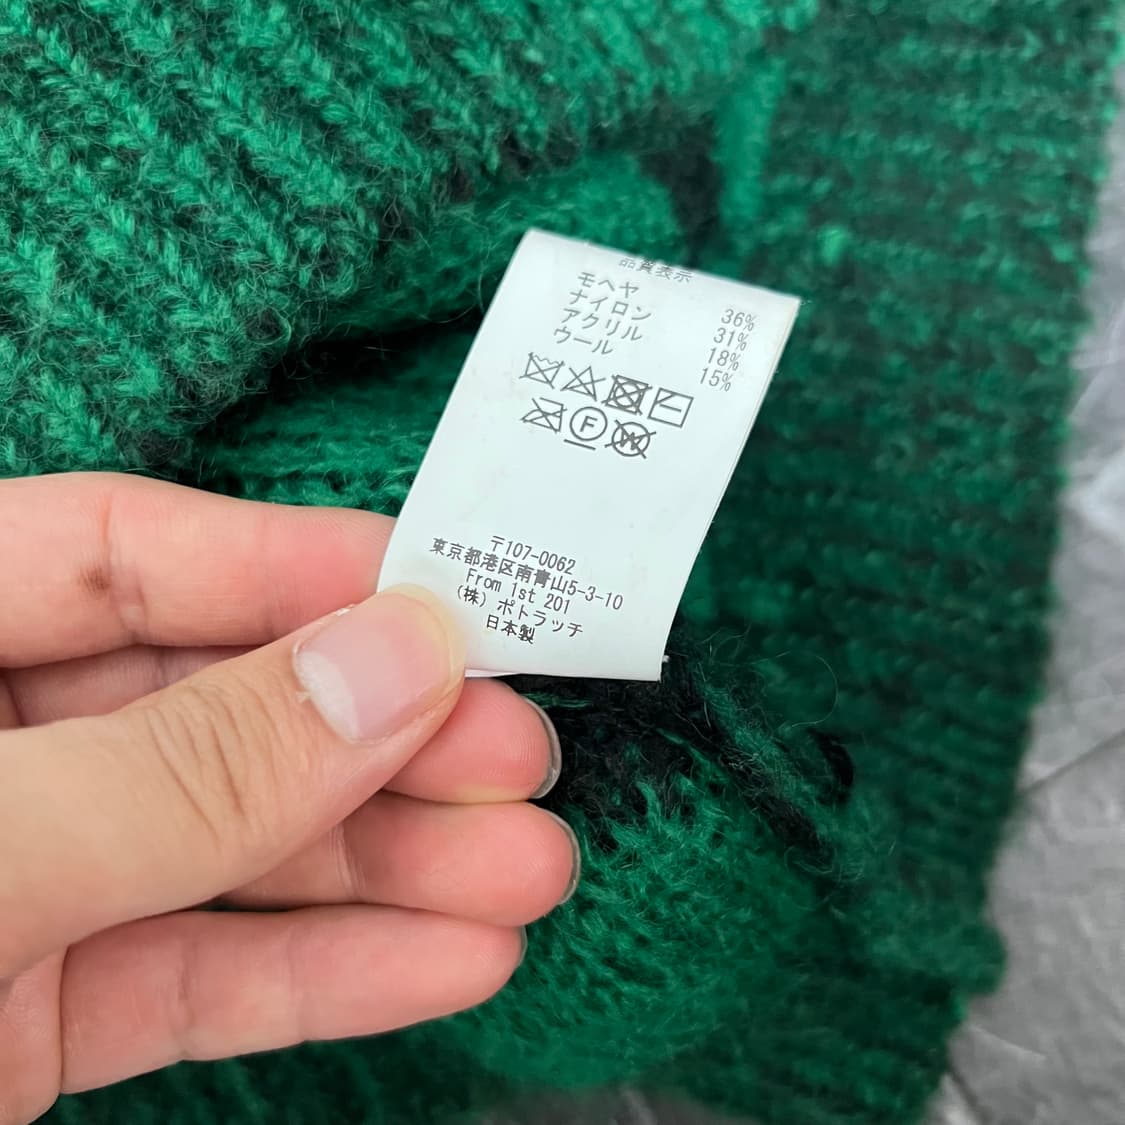 品質表示
モヘヤ 36%
ナイロン 31%
アクリル 18%
ウール 15%
F
W
〒107-0062
東京都港区南青山5-3-10
From 1st 201
(株) ポトラッチ
日本製